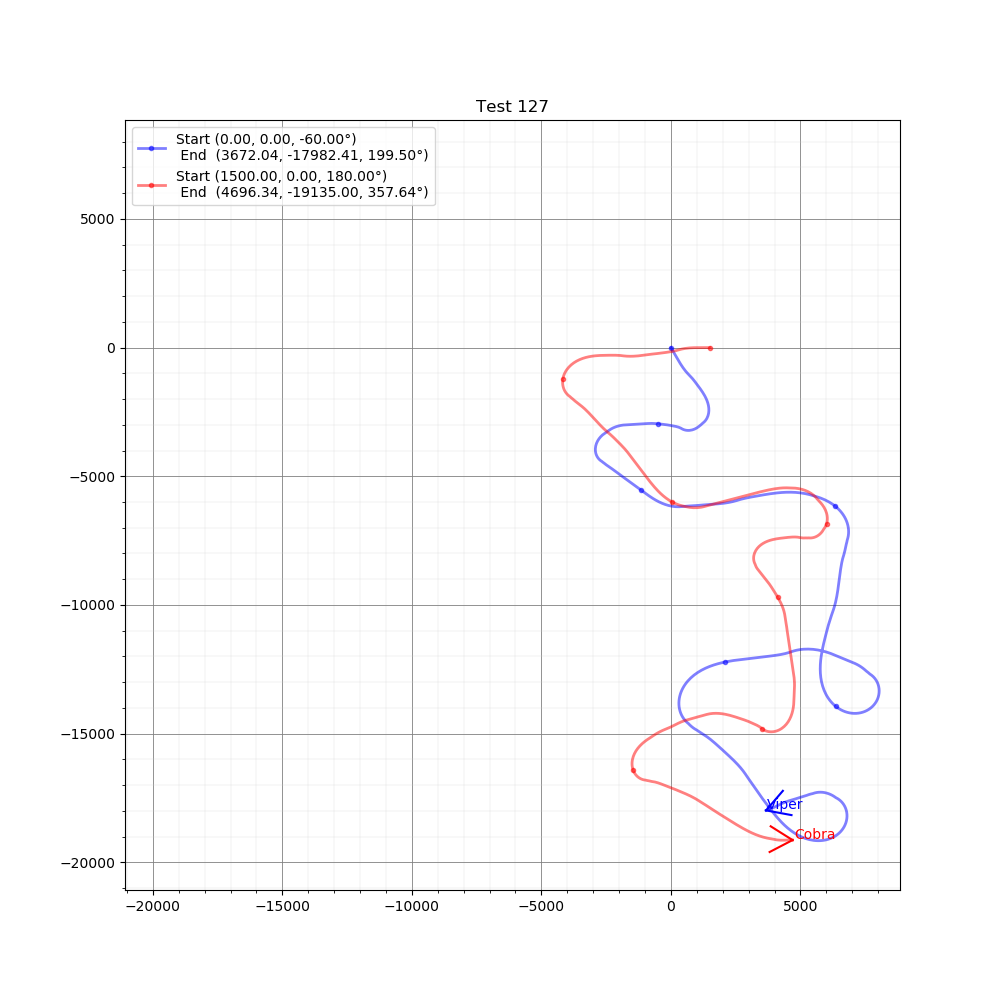 Test 127
Start (0.00, 0.00, -60.00°)
End (3672.04, -17982.41, 199.50°)
Start (1500.00, 0.00, 180.00°)
End (4696.34, -19135.00, 357.64°)
5000
0
−5000
−10000
−15000
−20000
Viper
Cobra
−20000
−15000
−10000
−5000
0
5000